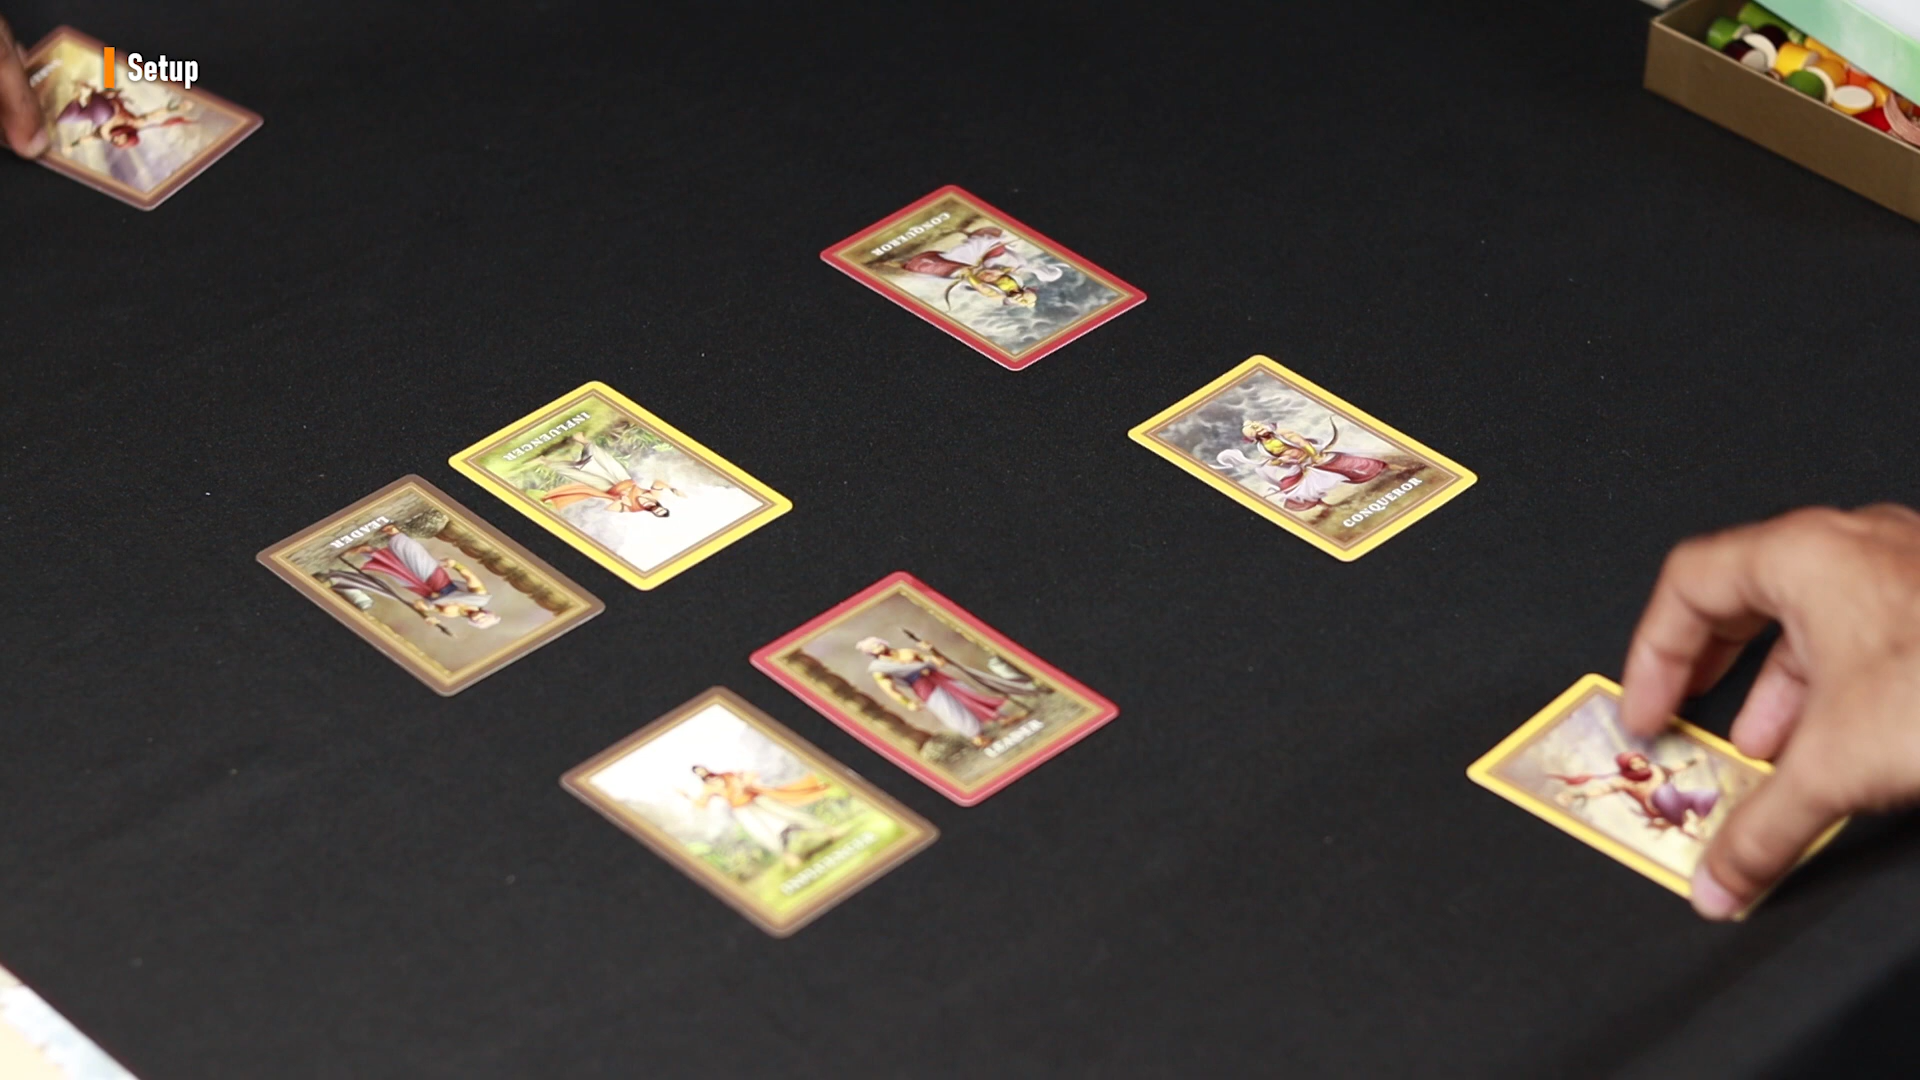 Setup
CONQUEROR
INFLUENCER
CONQUEROR
LEADER
LEADER